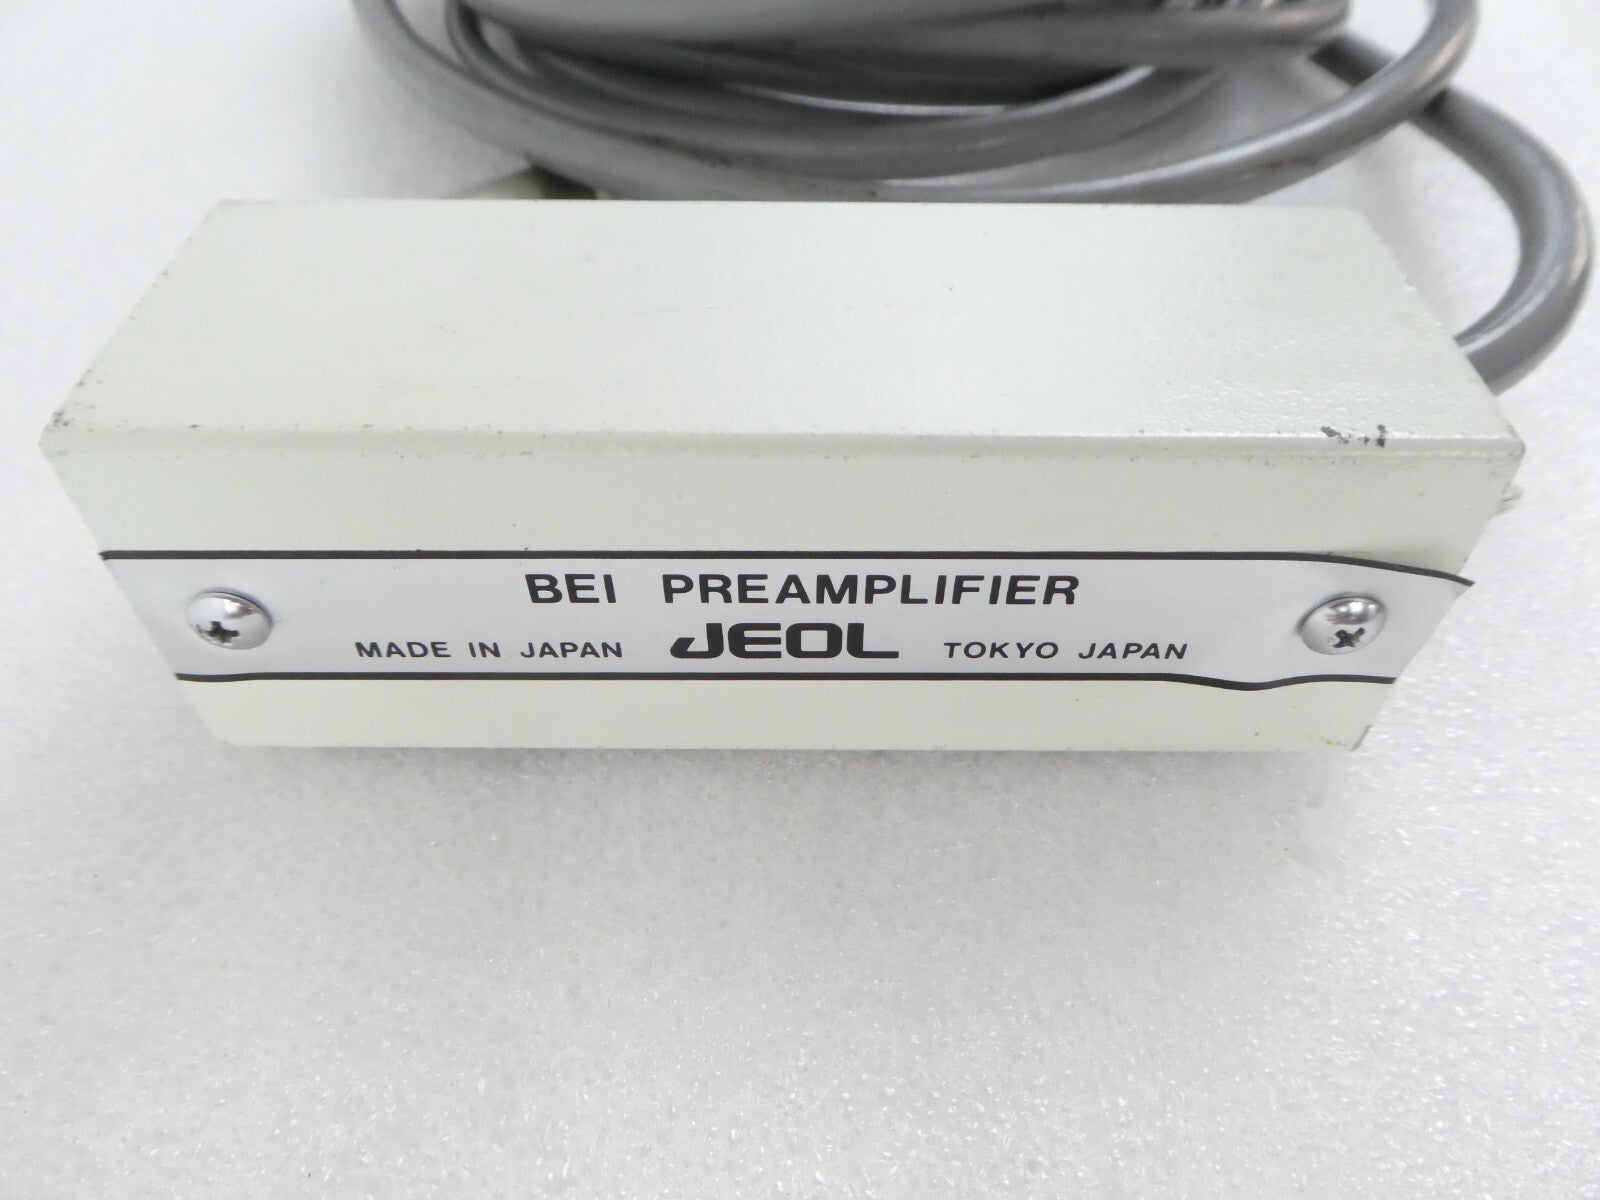 BEI PREAMPLIFIER
MADE IN JAPAN JEOL TOKYO JAPAN